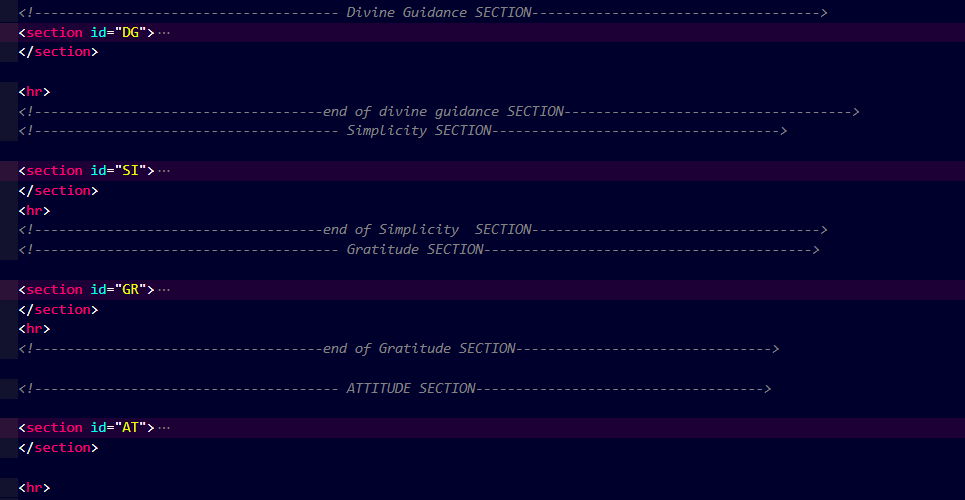 <!-------------------------------------- Divine Guidance SECTION------------------------------------>
<section id="DG">···
</section>
<hr>
<!------------------------------------end of divine guidance SECTION------------------------------------>
<!-------------------------------------- Simplicity SECTION------------------------------------>
<section id="SI">···
</section>
<hr>
<!------------------------------------end of Simplicity  SECTION------------------------------------>
<!-------------------------------------- Gratitude SECTION----------------------------------------->
<section id="GR">···
</section>
<hr>
<!------------------------------------end of Gratitude SECTION-------------------------------->
<!-------------------------------------- ATTITUDE SECTION------------------------------------>
<section id="AT">···
</section>
<hr>